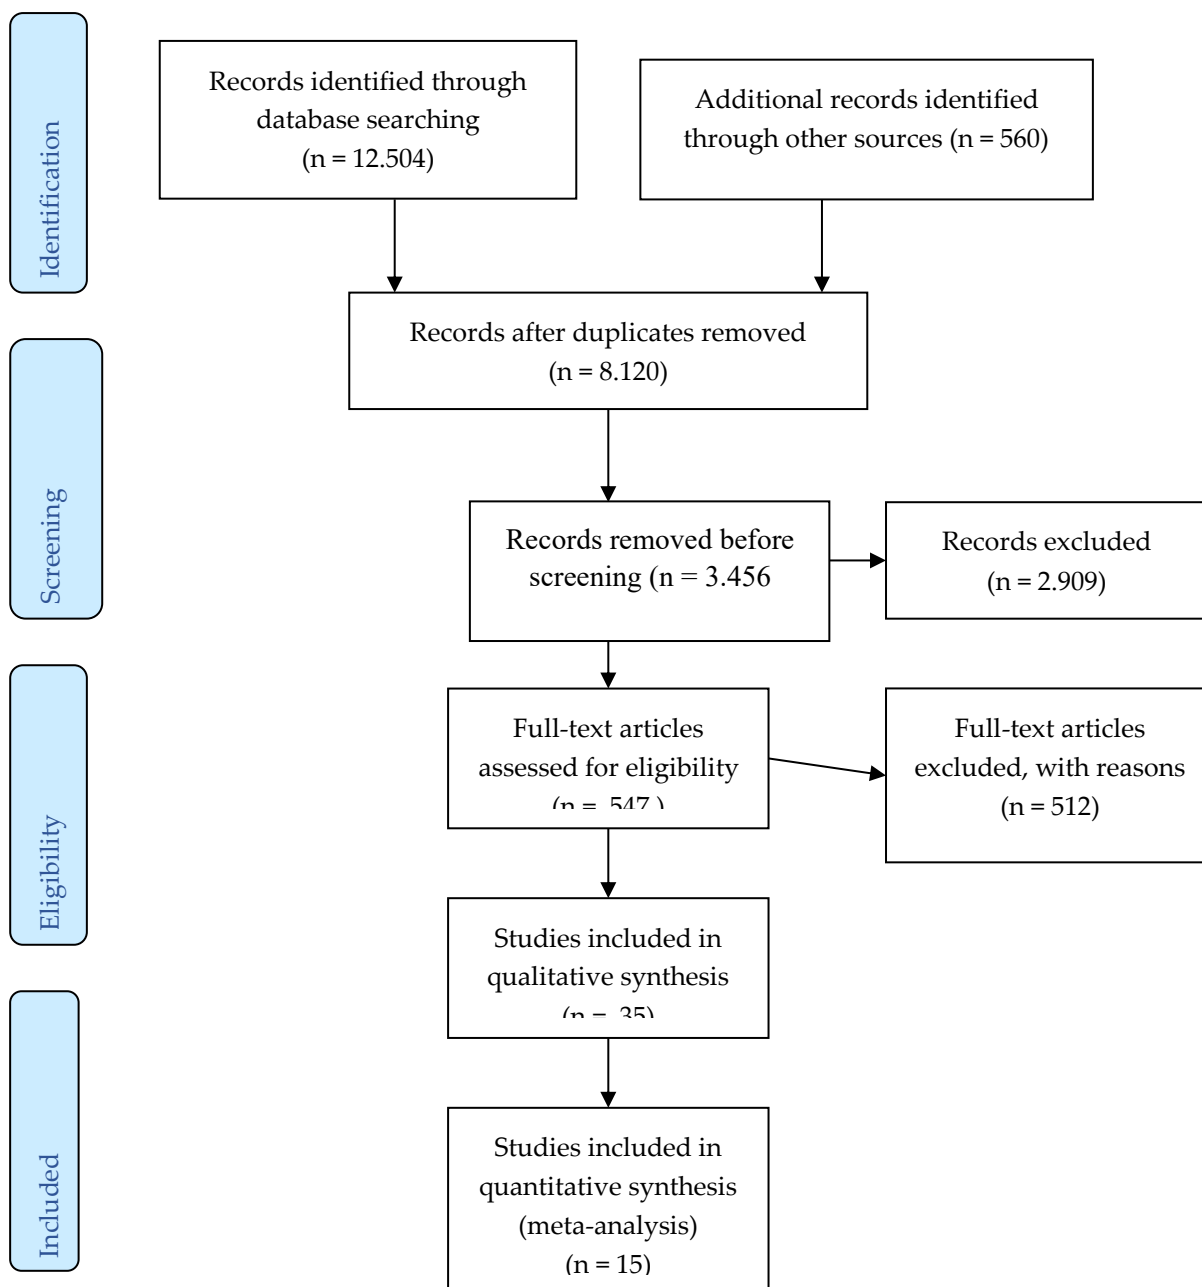 Identification
Records identified through
database searching
(n = 12.504)
Additional records identified
through other sources (n = 560)
Records after duplicates removed
(n = 8.120)
Screening
Records removed before
screening (n = 3.456
Records excluded
(n = 2.909)
Eligibility
Full-text articles
assessed for eligibility
(n = 547 )
Full-text articles
excluded, with reasons
(n = 512)
Studies included in
qualitative synthesis
(n = 35)
Included
Studies included in
quantitative synthesis
(meta-analysis)
(n = 15)